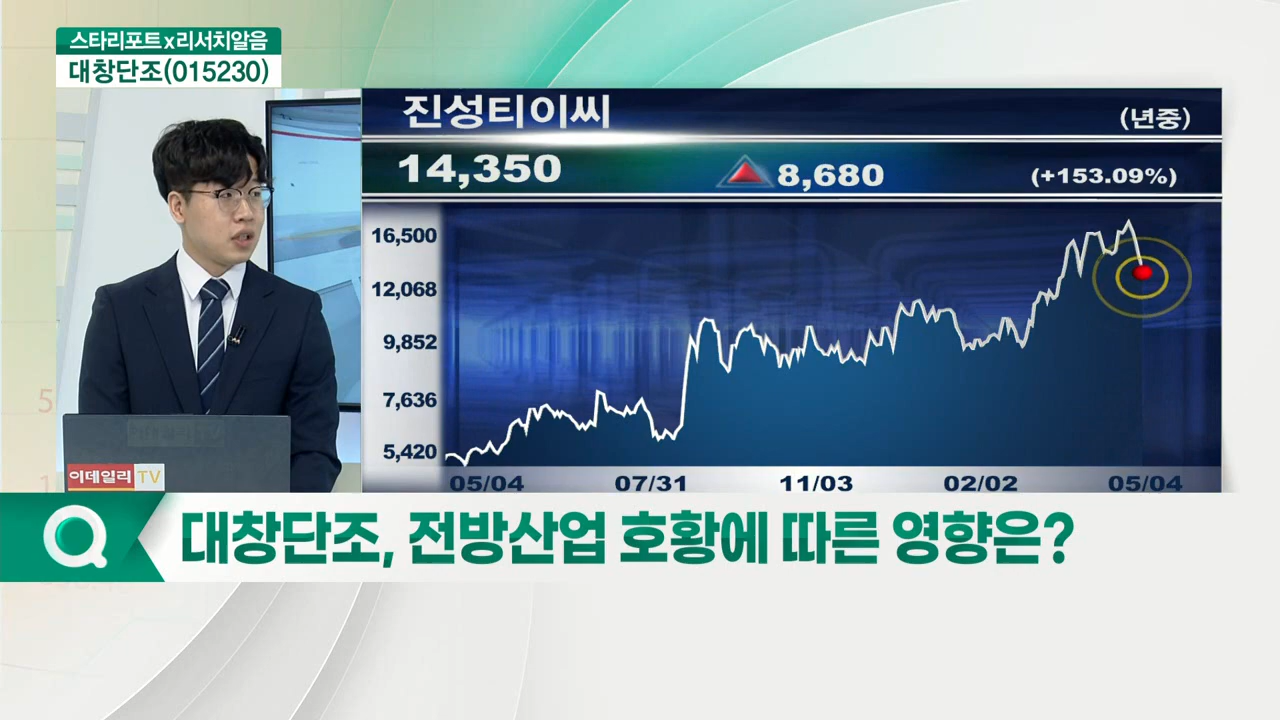 스타리포트x리서치알음
대창단조(015230)
진성티이씨
(년중)
14,350
8,680
(+153.09%)
16,500
12,068
9,852
7,636
5,420
05/04
07/31
11/03
02/02
05/04
이데일리 TV
대창단조, 전방산업 호황에 따른 영향은?